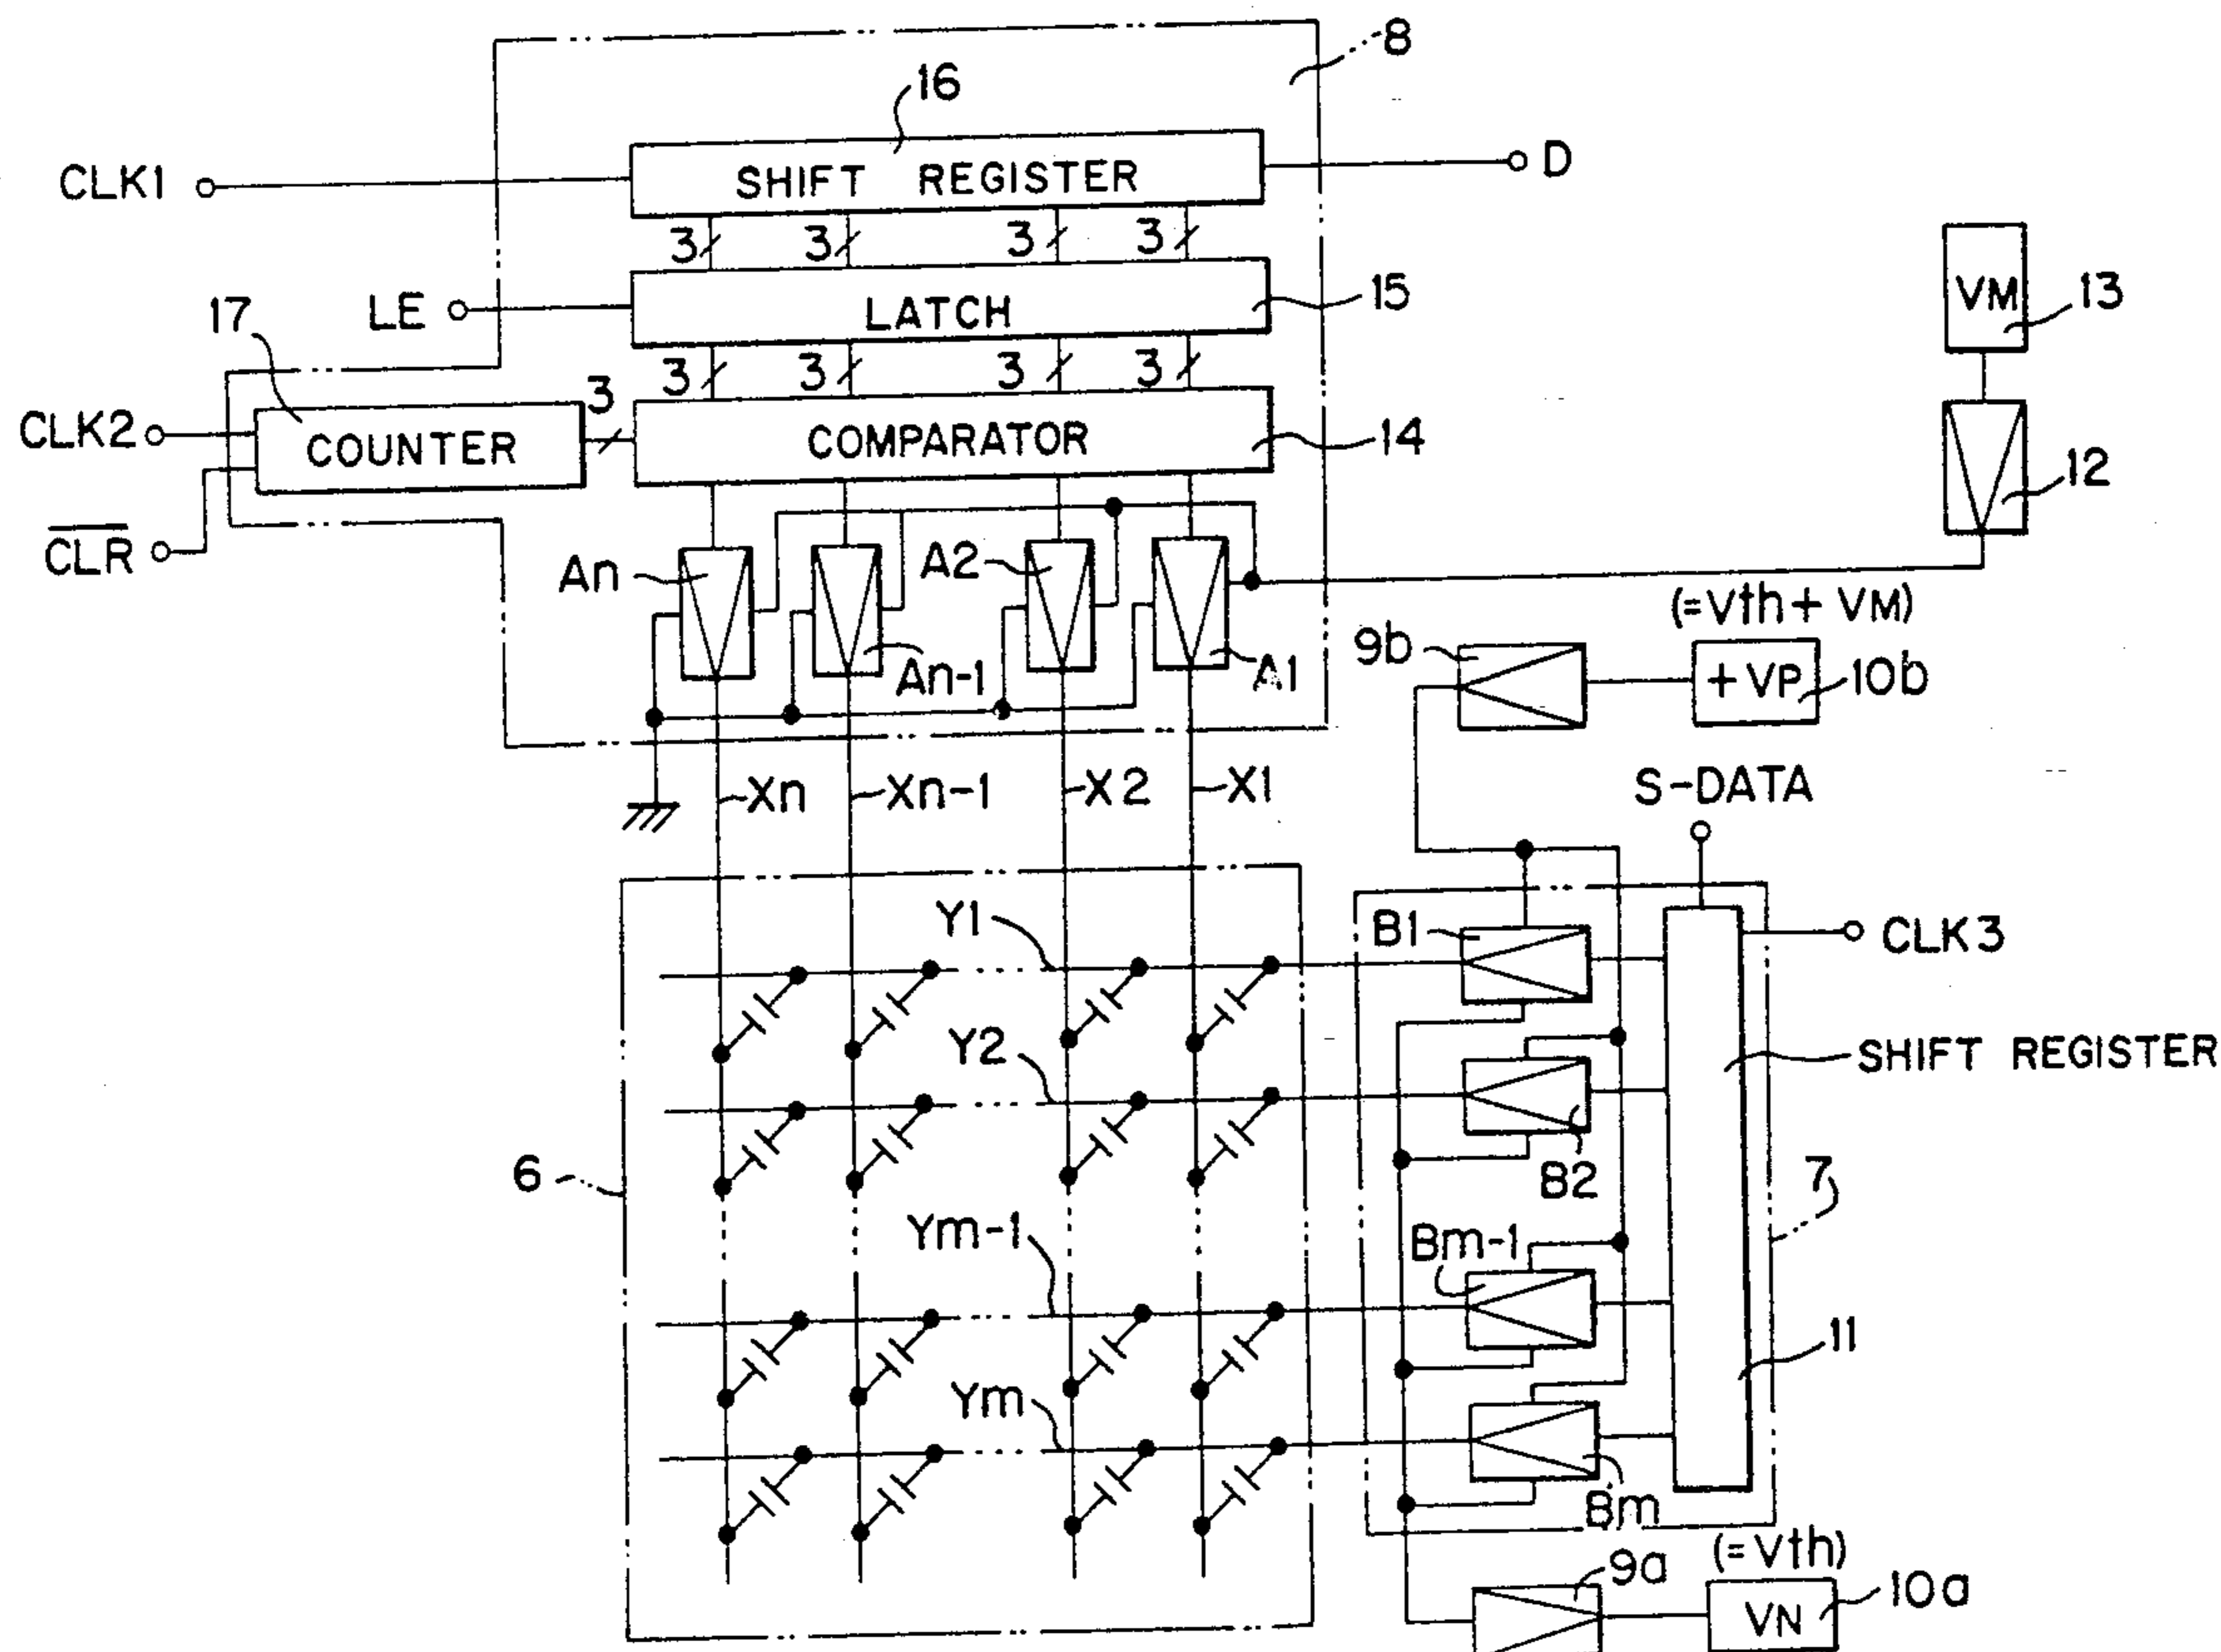 8
16
CLK1
SHIFT REGISTER
D
3 3 3 3
LE
LATCH
15
VM
13
17
3 3 3 3
CLK2
COUNTER
3
COMPARATOR
14
12
CLR
An
A2
An-1
A1
(=Vth + VM)
9b
+VP
10b
Xn
Xn-1
X2
X1
S-DATA
Y1
B1
CLK3
Y2
SHIFT REGISTER
6
B2
7
Ym-1
Bm-1
11
Ym
Bm
(=Vth)
9a
VN
10a